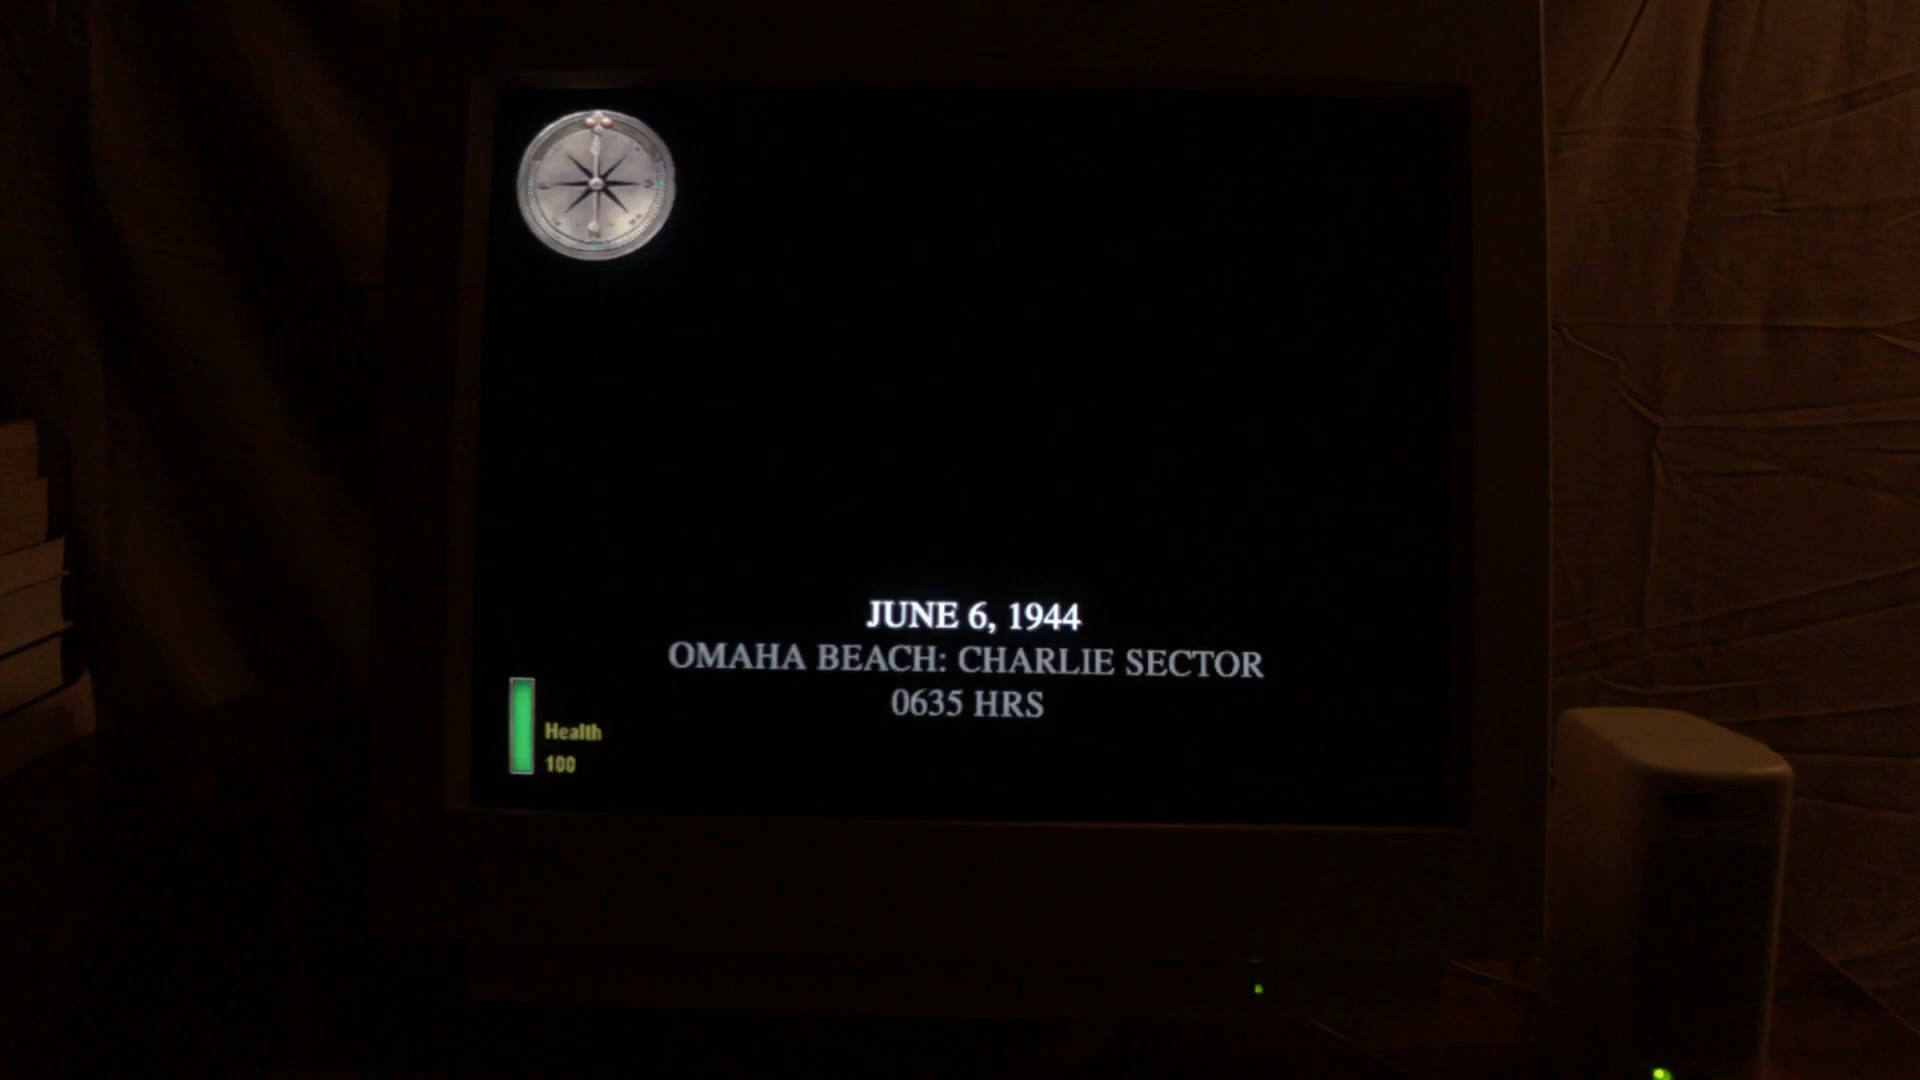 JUNE 6, 1944
OMAHA BEACH: CHARLIE SECTOR
0635 HRS
Health
100